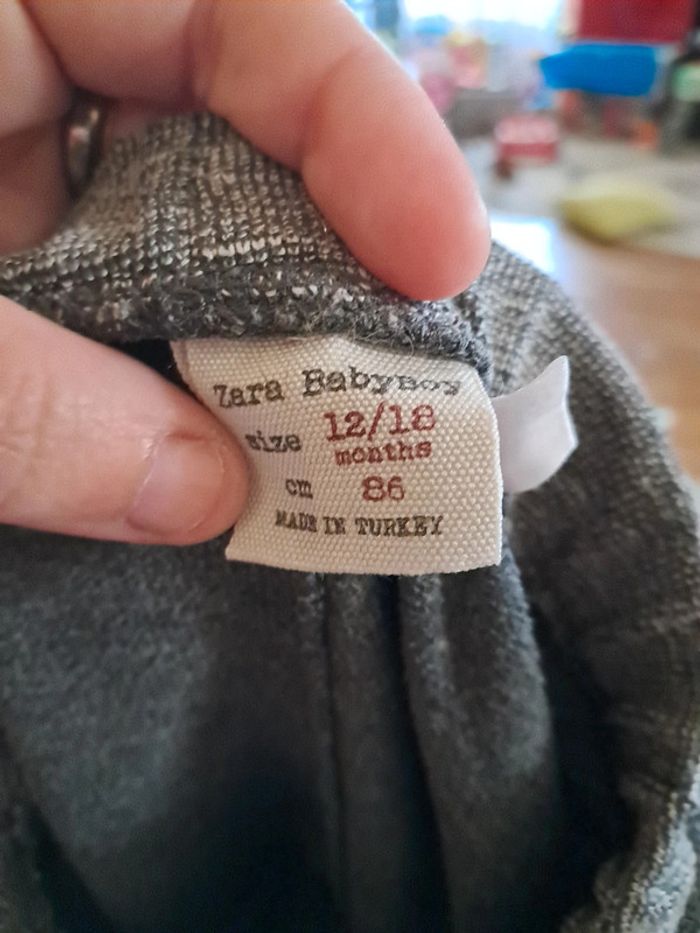 Zara Babyboy
size 12/18
months
cm 86
MADE IN TURKEY